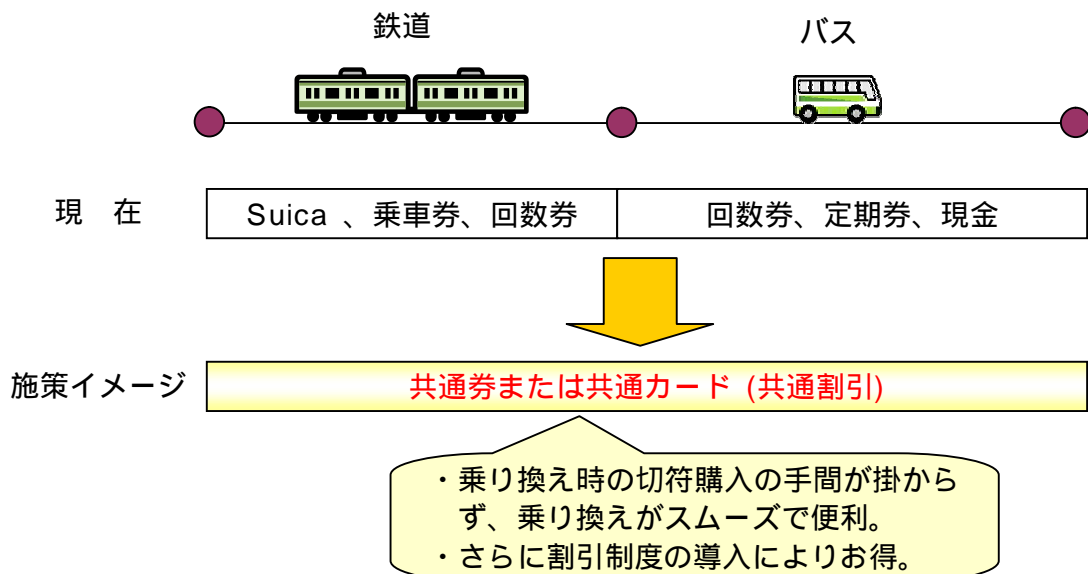 鉄道
バス
現 在
Suica 、乗車券、回数券
回数券、定期券、現金
施策イメージ
共通券または共通カード (共通割引)
・乗り換え時の切符購入の手間が掛から
ず、乗り換えがスムーズで便利。
・さらに割引制度の導入によりお得。